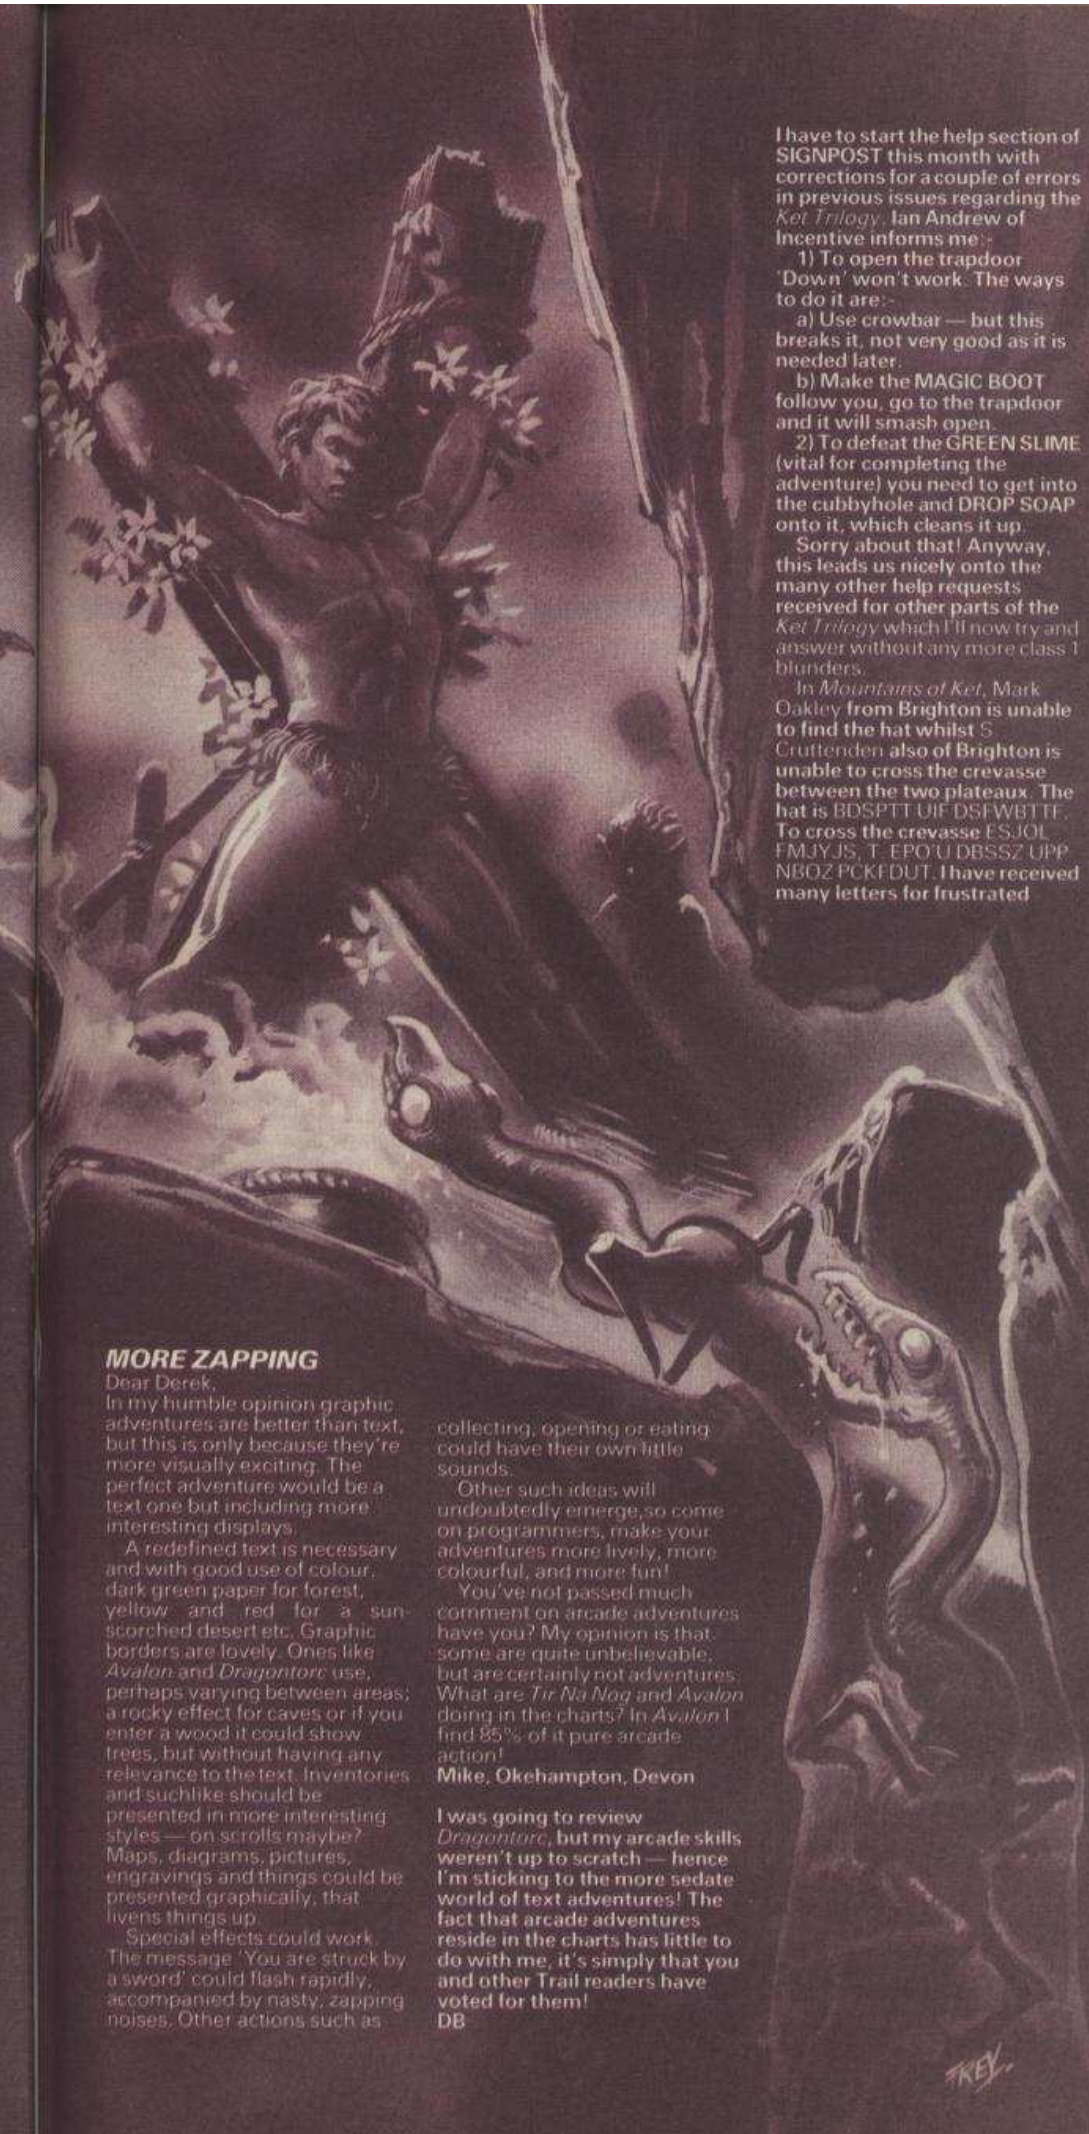 MORE ZAPPING
Dear Derek,
In my humble opinion graphic
adventures are better than text,
but this is only because they're
more visually exciting. The
perfect adventure would be a
text one but including more
interesting displays.
A redefined text is necessary
and with good use of colour,
dark green paper for forest,
yellow and red for a sun-
scorched desert etc. Graphic
borders are lovely. Ones like
Avalon and Dragontorc use,
perhaps varying between areas;
a rocky effect for caves or if you
enter a wood it could show
trees, but without having any
relevance to the text. Inventories
and suchlike should be
presented in more interesting
styles — on scrolls maybe?
Maps, diagrams, pictures,
engravings and things could be
presented graphically, that
livens things up.
Special effects could work.
The message 'You are struck by
a sword' could flash rapidly,
accompanied by nasty, zapping
noises. Other actions such as
collecting, opening or eating
could have their own little
sounds.
Other such ideas will
undoubtedly emerge,so come
on programmers, make your
adventures more lively, more
colourful, and more fun!
You've not passed much
comment on arcade adventures
have you? My opinion is that
some are quite unbelievable,
but are certainly not adventures.
What are Tir Na Nog and Avalon
doing in the charts? In Avalon I
find 85% of it pure arcade
action!
Mike, Okehampton, Devon
I was going to review
Dragontorc, but my arcade skills
weren't up to scratch — hence
I'm sticking to the more sedate
world of text adventures! The
fact that arcade adventures
reside in the charts has little to
do with me, it's simply that you
and other Trail readers have
voted for them!
DB
I have to start the help section of
SIGNPOST this month with
corrections for a couple of errors
in previous issues regarding the
Ket Trilogy. Ian Andrew of
Incentive informs me:-
1) To open the trapdoor
'Down' won't work. The ways
to do it are:-
a) Use crowbar — but this
breaks it, not very good as it is
needed later.
b) Make the MAGIC BOOT
follow you, go to the trapdoor
and it will smash open.
2) To defeat the GREEN SLIME
(vital for completing the
adventure) you need to get into
the cubbyhole and DROP SOAP
onto it, which cleans it up.
Sorry about that! Anyway,
this leads us nicely onto the
many other help requests
received for other parts of the
Ket Trilogy which I'll now try and
answer without any more class 1
blunders.
In Mountains of Ket, Mark
Oakley from Brighton is unable
to find the hat whilst S
Cruttenden also of Brighton is
unable to cross the crevasse
between the two plateaux. The
hat is BDSPTT UIF DSFWBTTF.
To cross the crevasse ESJOL
FMJYJS, T. EPO'U DBSSZ UPP
NBOZ PCKFDUT. I have received
many letters for frustrated
FREY.